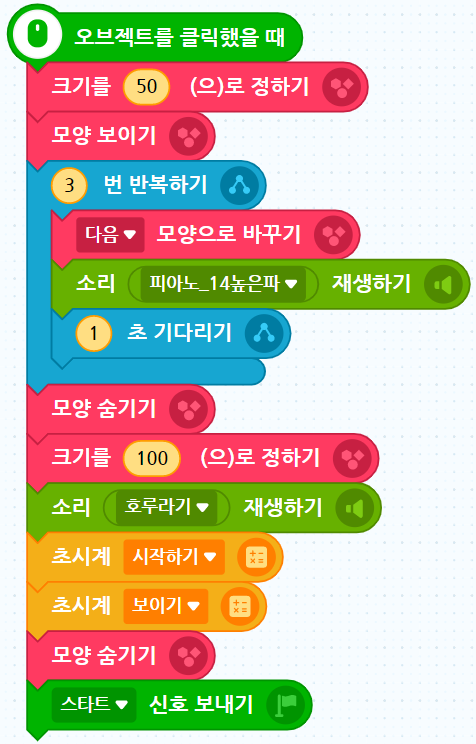 오브젝트를 클릭했을 때
크기를 50 (으)로 정하기
모양 보이기
3 번 반복하기
다음 모양으로 바꾸기
소리 피아노_14높은파 재생하기
1 초 기다리기
모양 숨기기
크기를 100 (으)로 정하기
소리 호루라기 재생하기
초시계 시작하기
초시계 보이기
모양 숨기기
스타트 신호 보내기